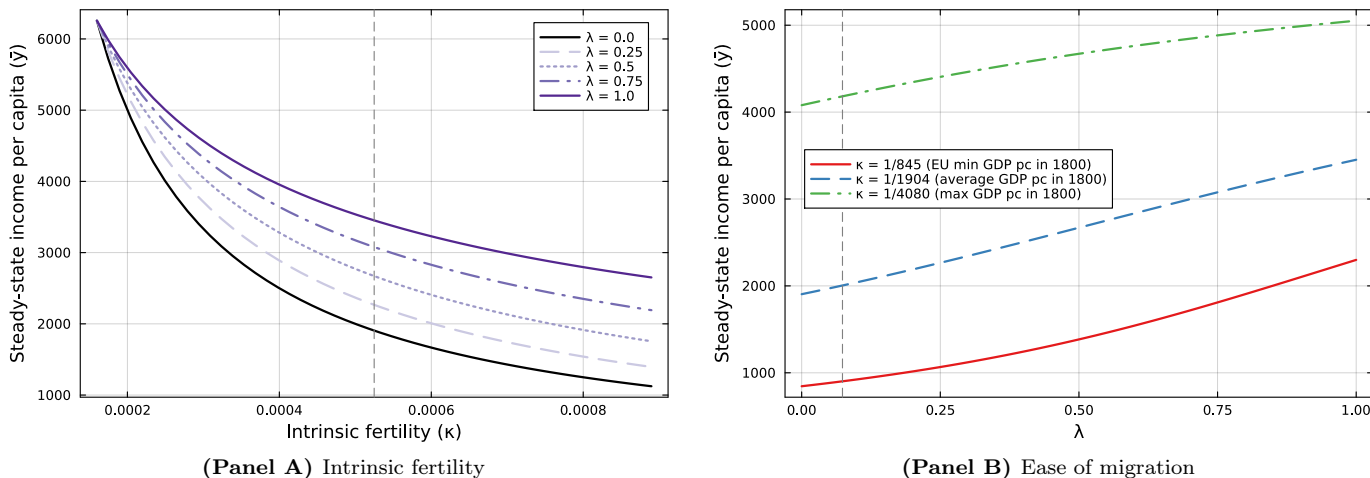 Steady-state income per capita (ȳ)
6000
5000
4000
3000
2000
1000
λ = 0.0
λ = 0.25
λ = 0.5
λ = 0.75
λ = 1.0
0.0002
0.0004
0.0006
0.0008
Intrinsic fertility (κ)
(Panel A) Intrinsic fertility
Steady-state income per capita (ȳ)
5000
4000
3000
2000
1000
κ = 1/845 (EU min GDP pc in 1800)
κ = 1/1904 (average GDP pc in 1800)
κ = 1/4080 (max GDP pc in 1800)
0.00
0.25
0.50
0.75
1.00
λ
(Panel B) Ease of migration